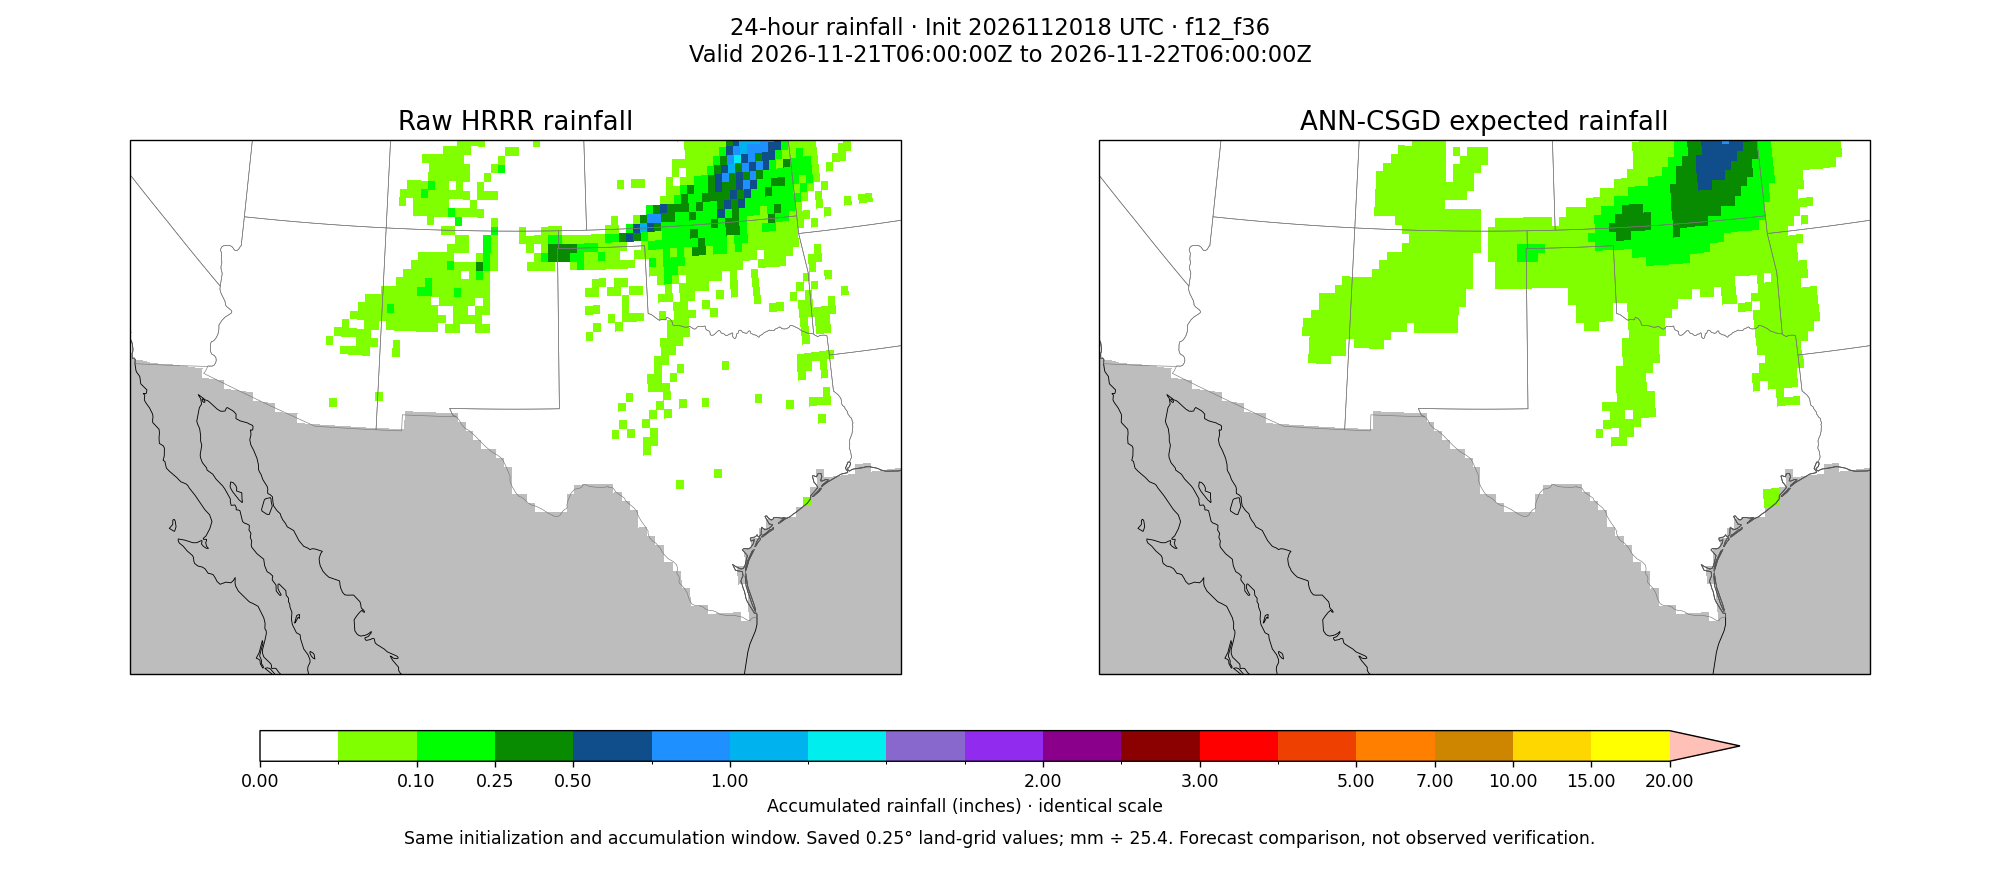 24-hour rainfall · Init 2026112018 UTC · f12_f36
Valid 2026-11-21T06:00:00Z to 2026-11-22T06:00:00Z
Raw HRRR rainfall
ANN-CSGD expected rainfall
0.00 0.10 0.25 0.50 1.00 2.00 3.00 5.00 7.00 10.00 15.00 20.00
Accumulated rainfall (inches) · identical scale
Same initialization and accumulation window. Saved 0.25° land-grid values; mm ÷ 25.4. Forecast comparison, not observed verification.